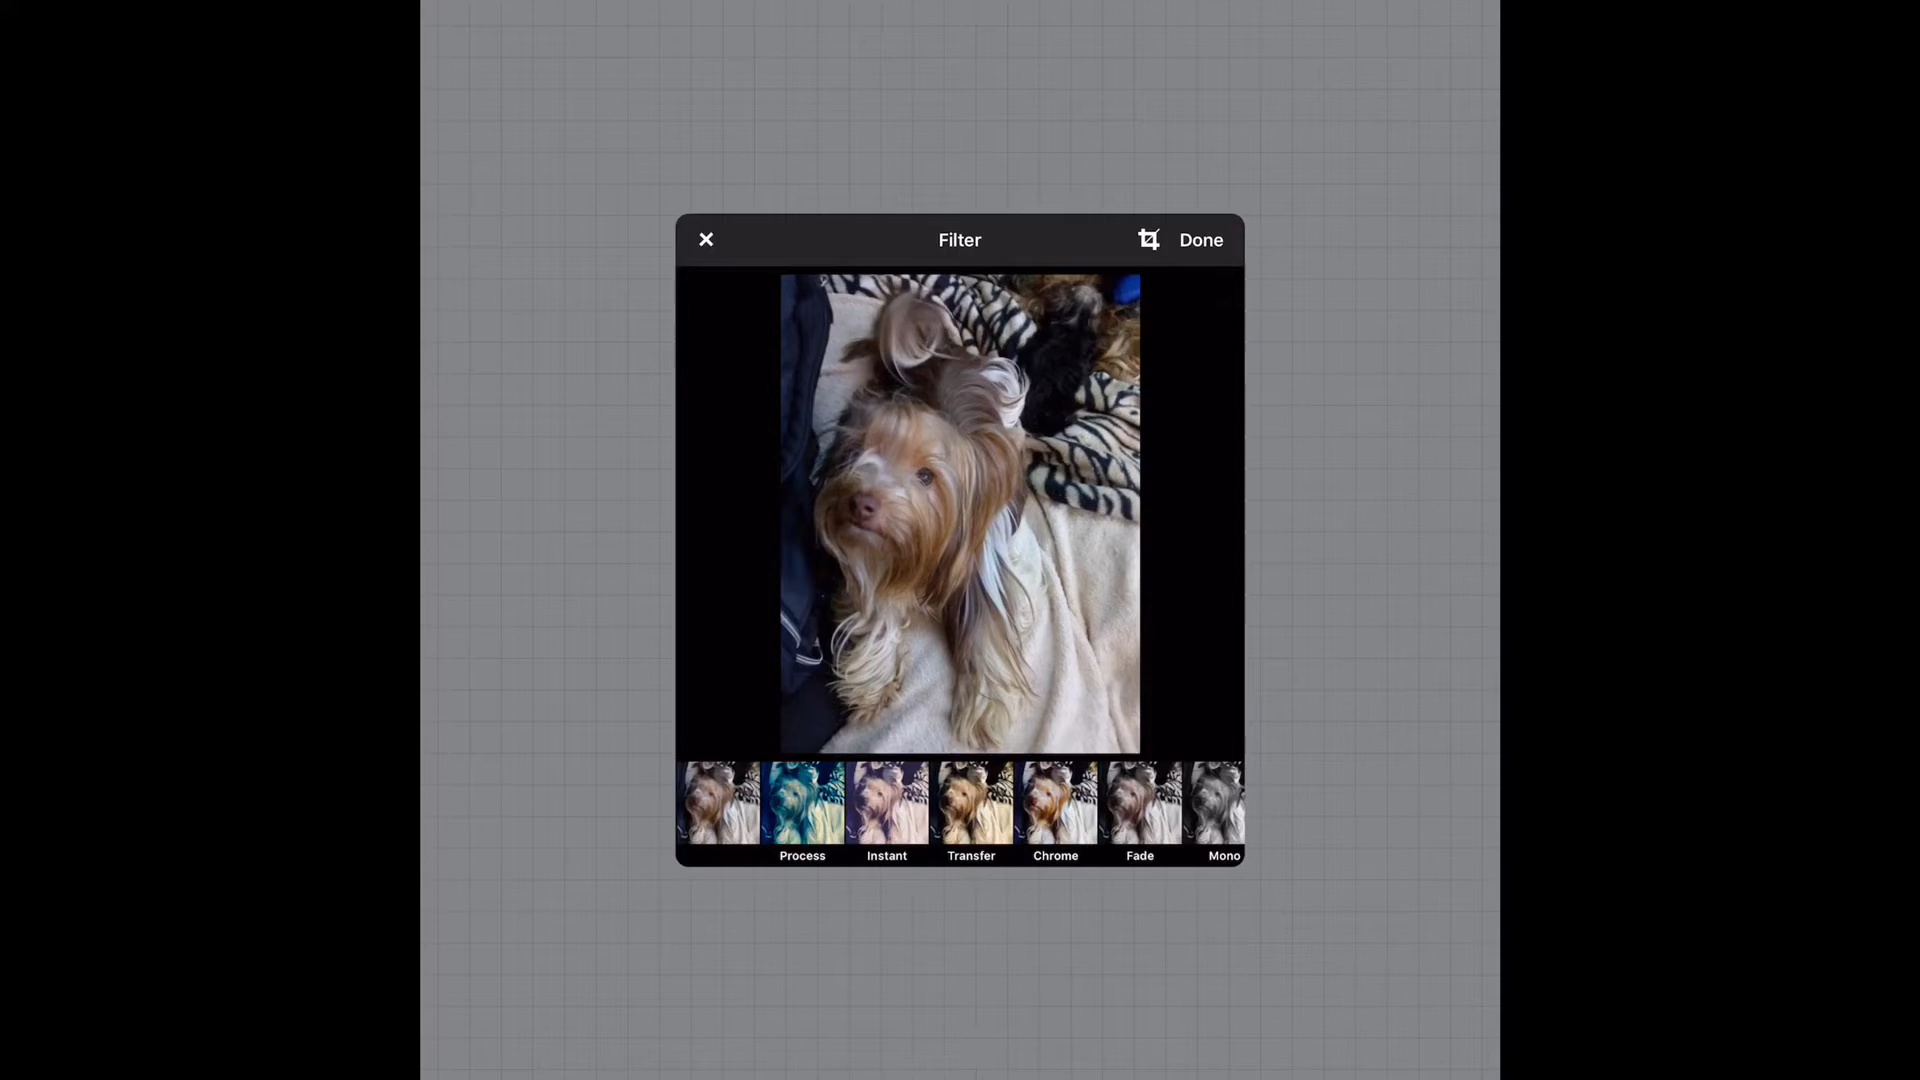 Filter
Done
Process
Instant
Transfer
Chrome
Fade
Mono